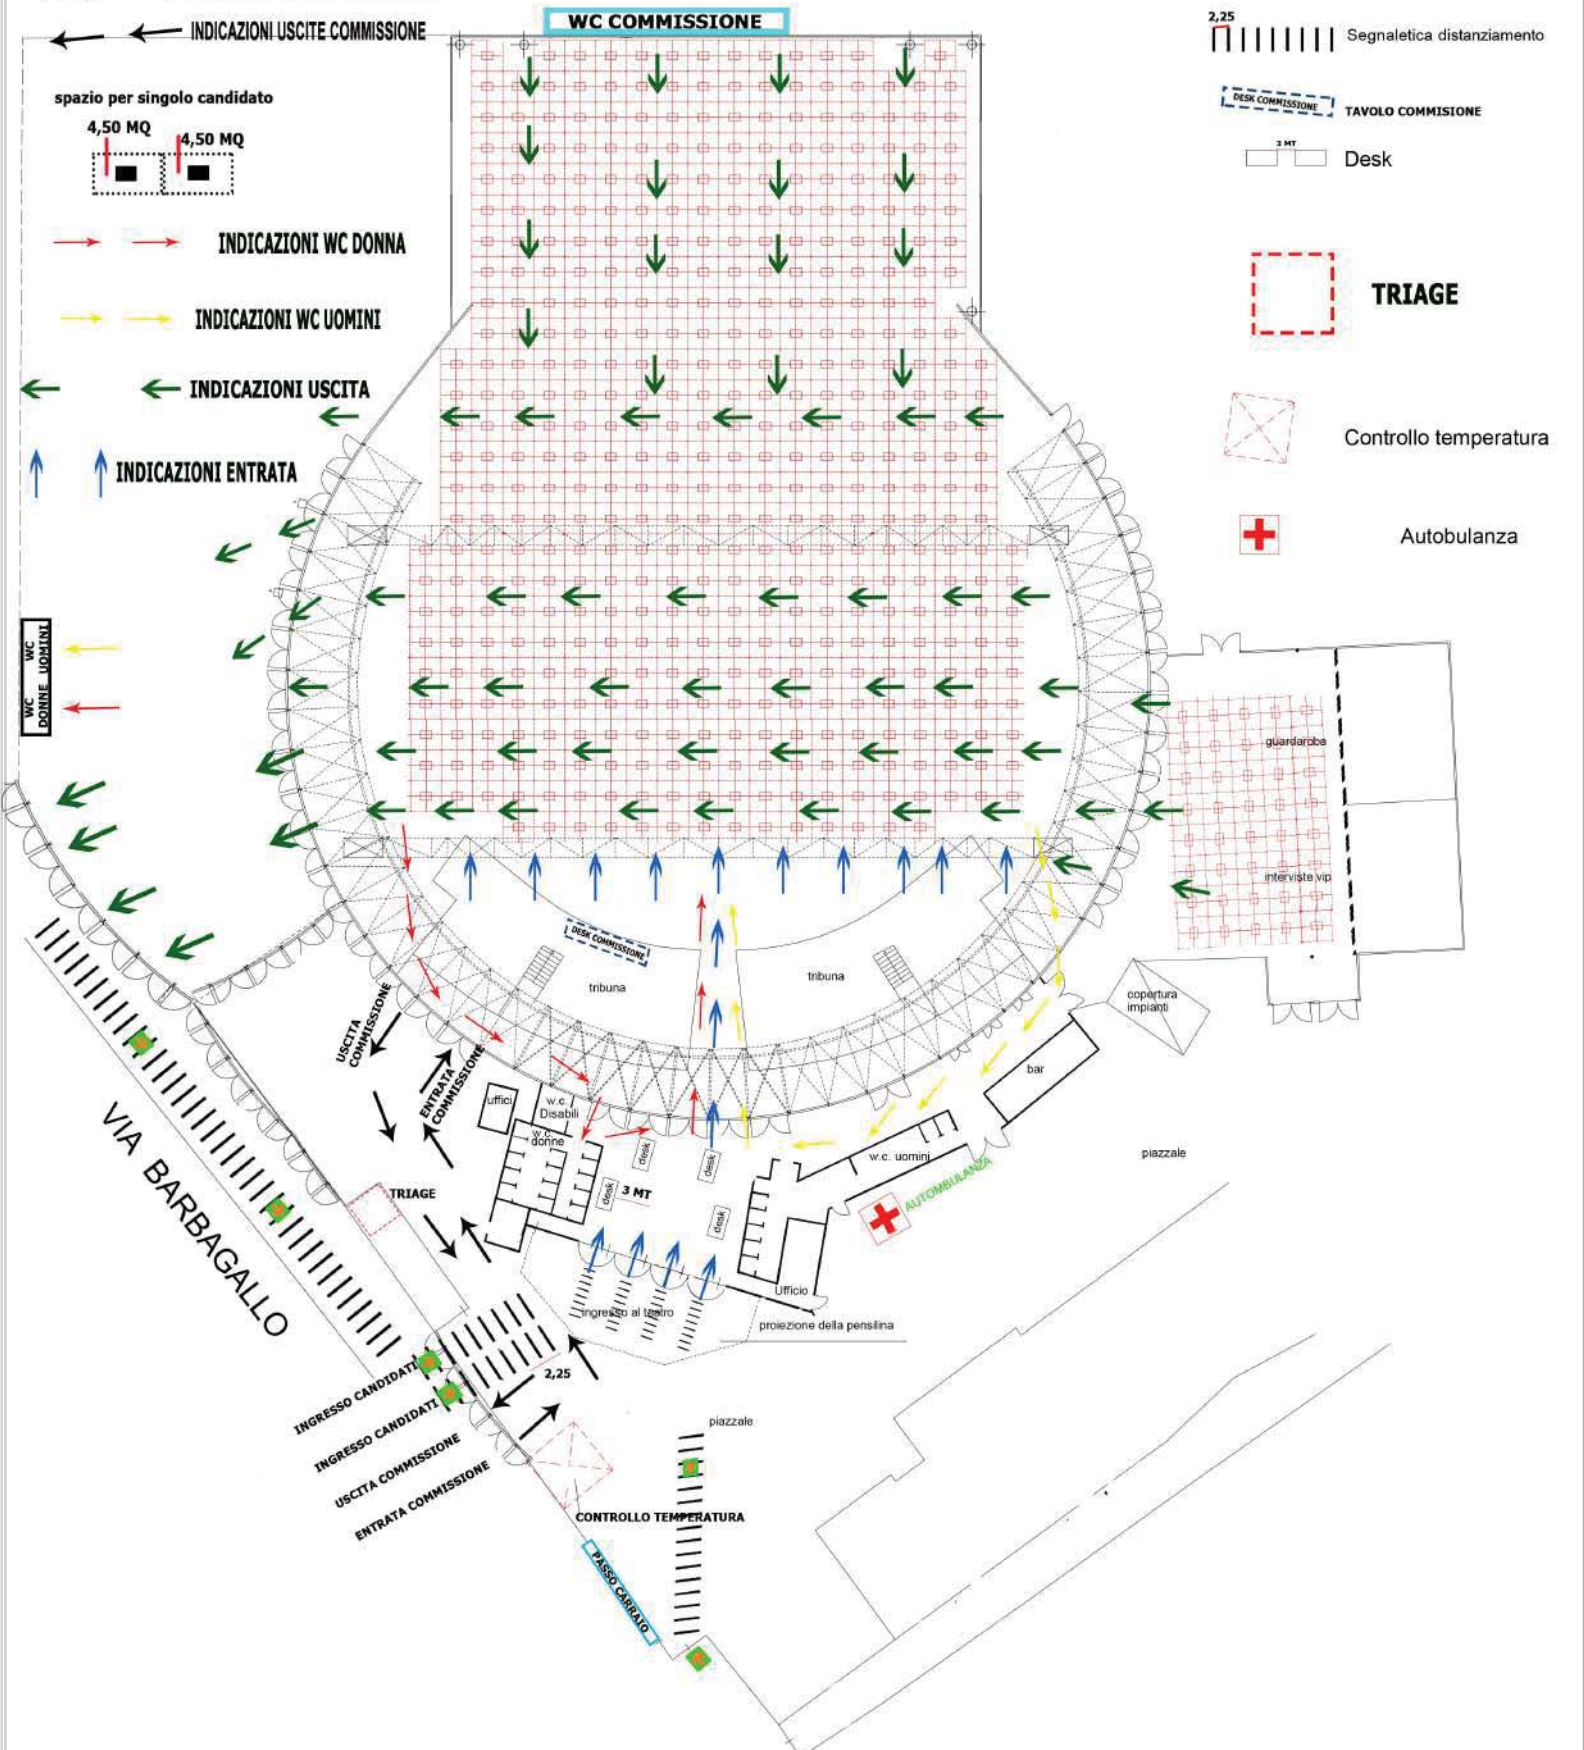 INDICAZIONI USCITE COMMISSIONE
WC COMMISSIONE
2,25
Segnaletica distanziamento
spazio per singolo candidato
4,50 MQ
4,50 MQ
DESK COMMISSIONE
TAVOLO COMMISIONE
3 MT
Desk
INDICAZIONI WC DONNA
TRIAGE
INDICAZIONI WC UOMINI
INDICAZIONI USCITA
Controllo temperatura
INDICAZIONI ENTRATA
Autobulanza
WC UOMINI
WC DONNE
guardaroba
interviste vip
DESK COMMISSIONE
tribuna
tribuna
copertura
impianti
USCITA
COMMISSIONE
ENTRATA
COMMISSIONE
bar
uffici
w.c.
Disabili
w.c.
donne
desk
desk
desk
desk
3 MT
w.c. uomini
AUTOMBULANZA
piazzale
TRIAGE
VIA BARBAGALLO
Ufficio
ingresso al teatro
proiezione della pensilina
2,25
INGRESSO CANDIDATI
INGRESSO CANDIDATI
USCITA COMMISSIONE
ENTRATA COMMISSIONE
piazzale
CONTROLLO TEMPERATURA
PASSO CARRAIO